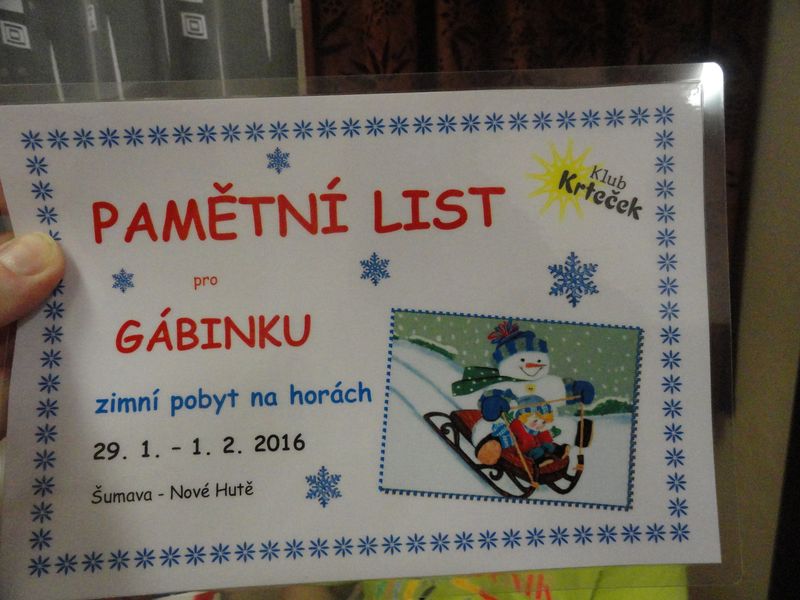 Klub
Krteček
PAMĚTNÍ LIST
pro
GÁBINKU
zimní pobyt na horách
29. 1. – 1. 2. 2016
Šumava - Nové Hutě